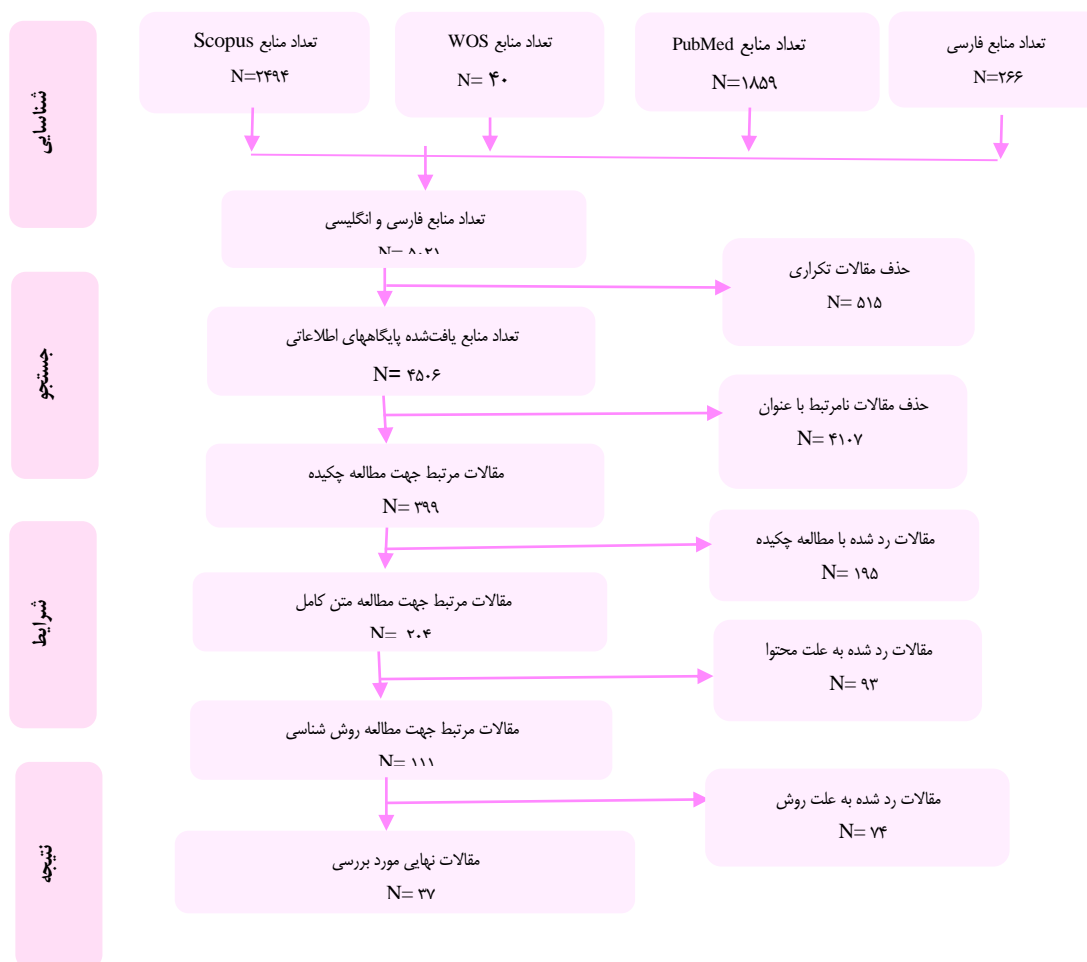 شناسایی
تعداد منابع فارسی
N=۲۶۶
تعداد منابع PubMed
N=۱۸۵۹
تعداد منابع WOS
N= ۴۰
تعداد منابع Scopus
N=۲۴۹۴
تعداد منابع فارسی و انگلیسی
N= ۵۰۲۱
حذف مقالات تکراری
N= ۵۱۵
جستجو
تعداد منابع یافت‌شده پایگاههای اطلاعاتی
N= ۴۵۰۶
حذف مقالات نامرتبط با عنوان
N= ۴۱۰۷
مقالات مرتبط جهت مطالعه چکیده
N= ۳۹۹
شرایط
مقالات رد شده با مطالعه چکیده
N= ۱۹۵
مقالات مرتبط جهت مطالعه متن کامل
N= ۲۰۴
مقالات رد شده به علت محتوا
N= ۹۳
مقالات مرتبط جهت مطالعه روش شناسی
N= ۱۱۱
نتیجه
مقالات رد شده به علت روش
N= ۷۴
مقالات نهایی مورد بررسی
N= ۳۷